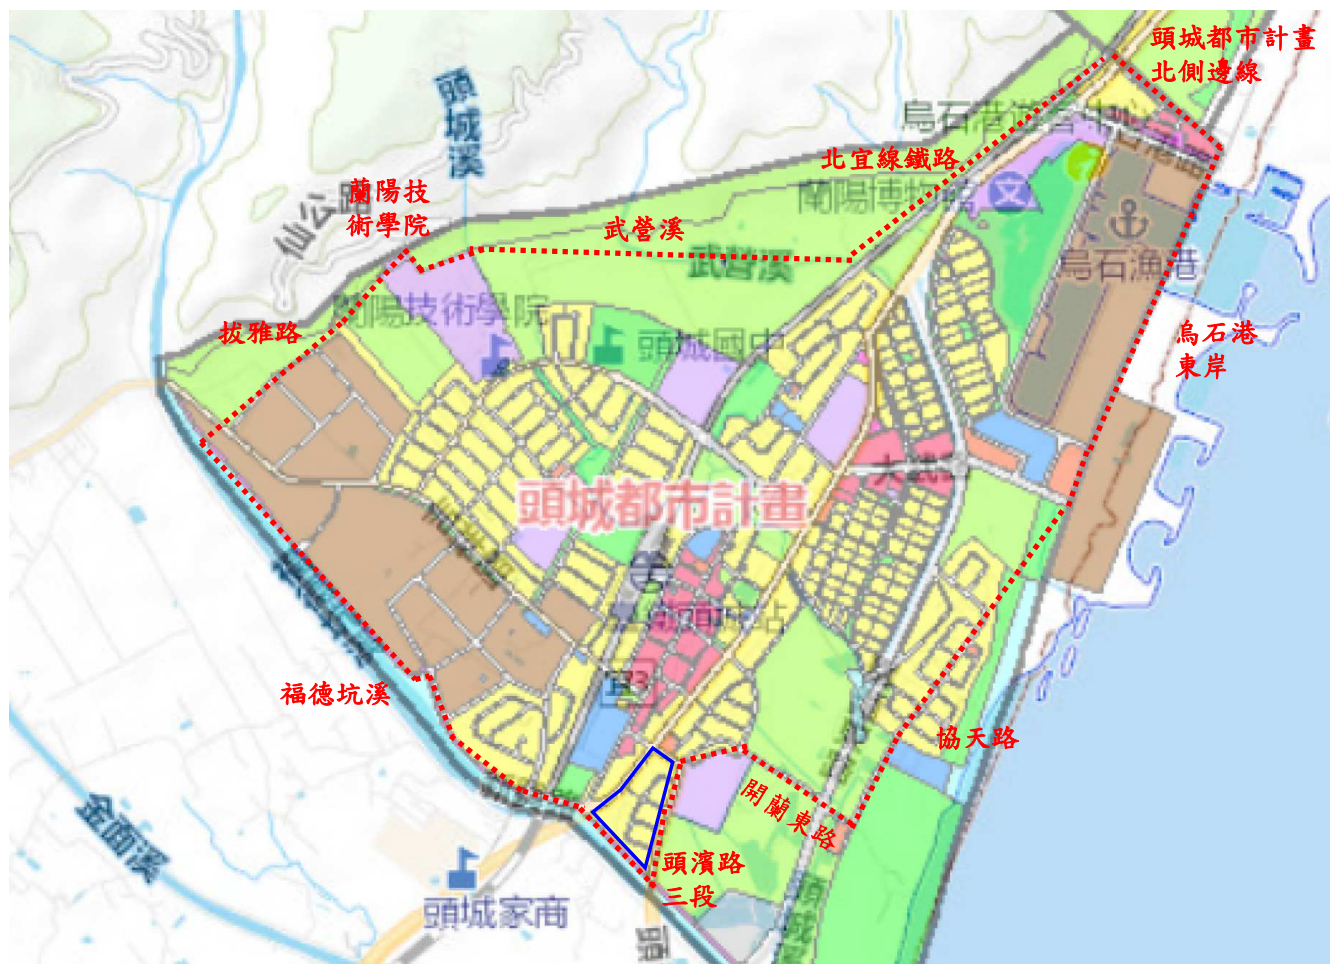 頭城都市計畫
北側邊線
頭城溪
烏石港遊客中心
北宜線鐵路
蘭陽技
術學院
仙公路
蘭陽博物館
文
武營溪
武營溪
烏石漁港
蘭陽技術學院
拔雅路
頭城國中
烏石港
東岸
頭城都市計畫
福德坑溪
協天路
開蘭東路
金面溪
頭濱路
三段
頭城家商
頭